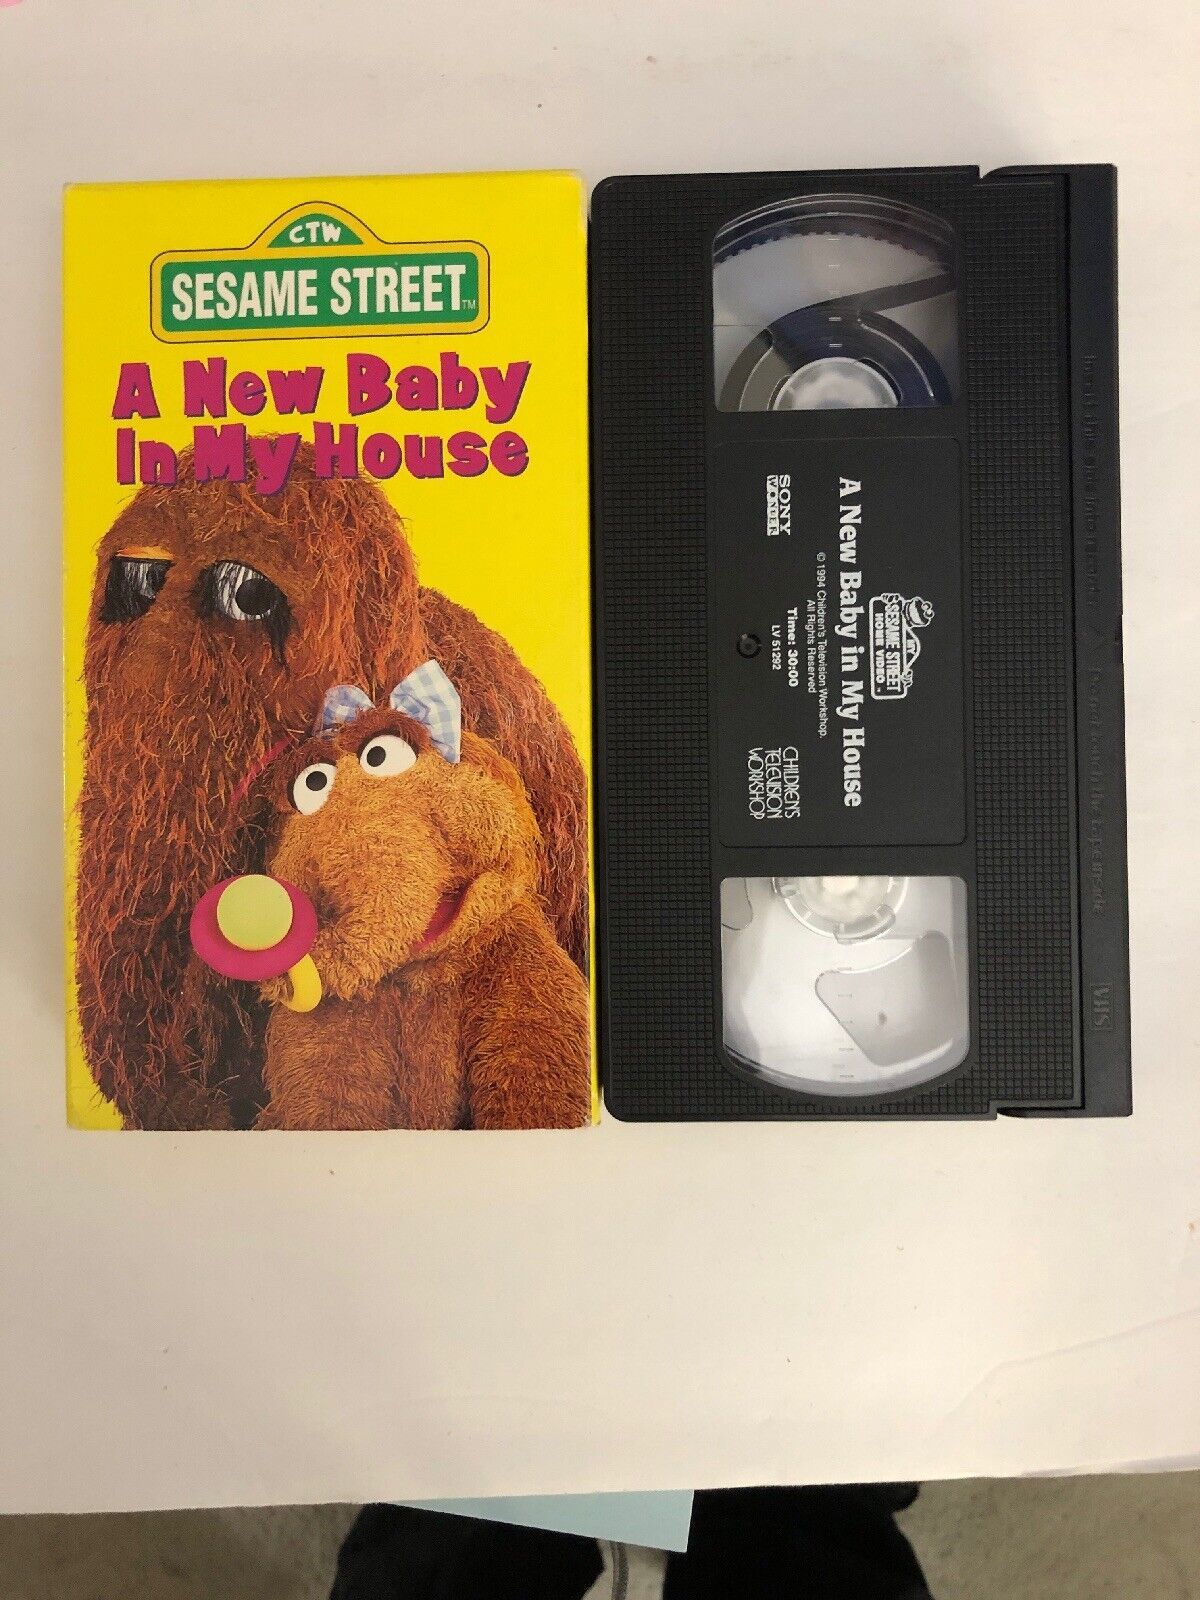 CTW
SESAME STREET™
A New Baby
In My House
SESAME STREET
HOME VIDEO
A New Baby in My House
© 1994 Children's Television Workshop.
All Rights Reserved
Time: 30:00
LV 51292
SONY
WONDER
CHILDREN'S
TELEVISION
WORKSHOP
VHS